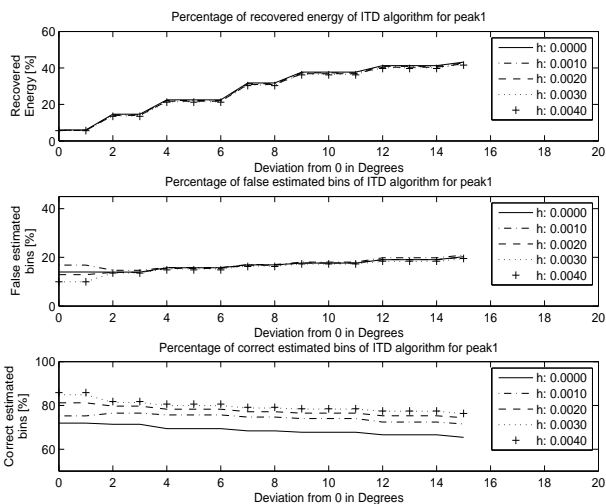 Percentage of recovered energy of ITD algorithm for peak1
60
40
20
0
Recovered
Energy [%]
0 2 4 6 8 10 12 14 16 18 20
Deviation from 0 in Degrees
h: 0.0000
h: 0.0010
h: 0.0020
h: 0.0030
h: 0.0040
Percentage of false estimated bins of ITD algorithm for peak1
40
20
0
False estimated
bins [%]
0 2 4 6 8 10 12 14 16 18 20
Deviation from 0 in Degrees
h: 0.0000
h: 0.0010
h: 0.0020
h: 0.0030
h: 0.0040
Percentage of correct estimated bins of ITD algorithm for peak1
100
80
60
Correct estimated
bins [%]
0 2 4 6 8 10 12 14 16 18 20
Deviation from 0 in Degrees
h: 0.0000
h: 0.0010
h: 0.0020
h: 0.0030
h: 0.0040